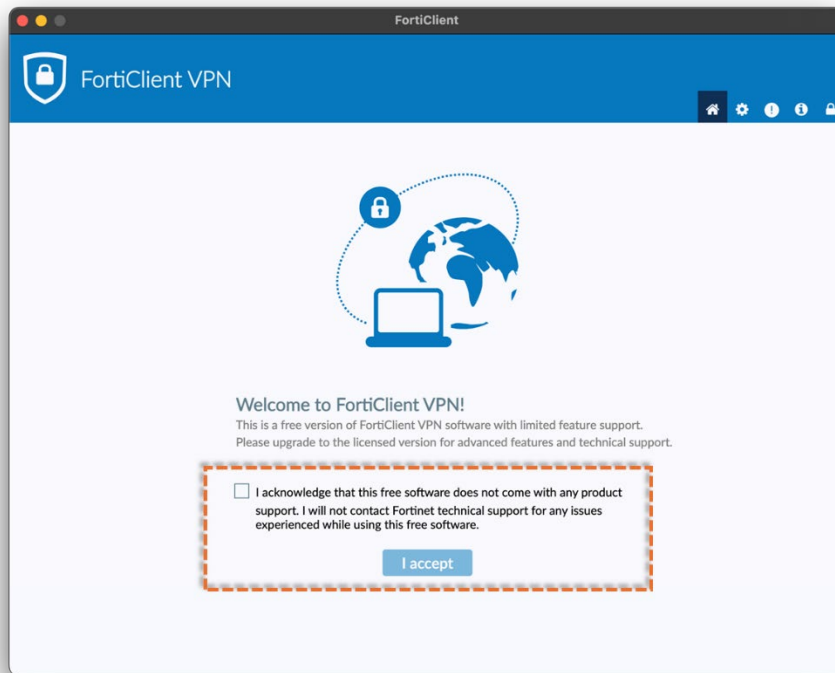 FortiClient
FortiClient VPN
Welcome to FortiClient VPN!
This is a free version of FortiClient VPN software with limited feature support.
Please upgrade to the licensed version for advanced features and technical support.
I acknowledge that this free software does not come with any product
support. I will not contact Fortinet technical support for any issues
experienced while using this free software.
I accept